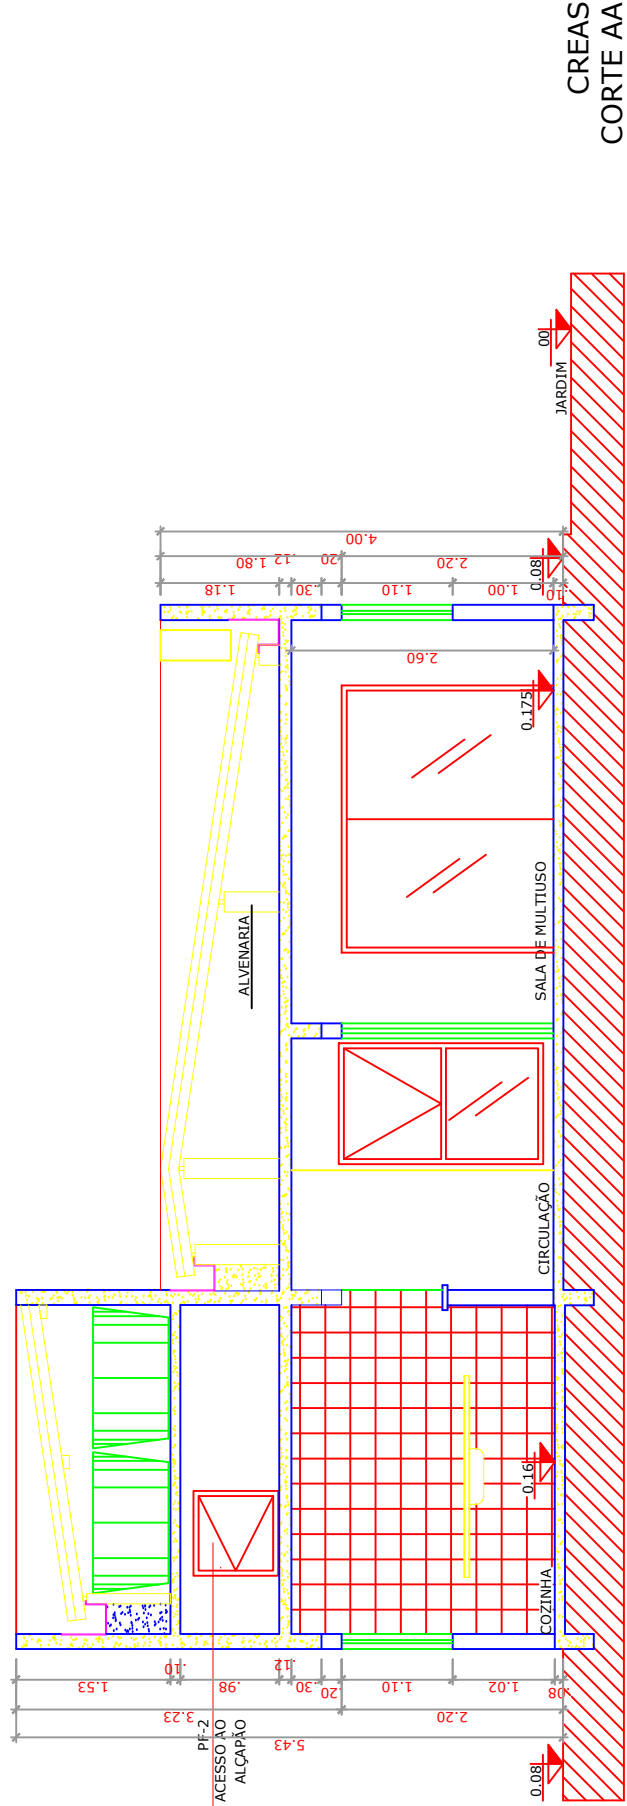 CREAS
CORTE AA
00
JARDIM
4.00
1.80
.12
.20
2.20
0.08
1.18
.30
1.10
1.00
.10
2.60
0.175
ALVENARIA
SALA DE MULTIUSO
CIRCULAÇÃO
0.16
COZINHA
1.53
.10
.98
.12
.30
.20
1.10
1.02
.08
3.23
2.20
5.43
PF-2
ACESSO AO
ALÇAPÃO
0.08